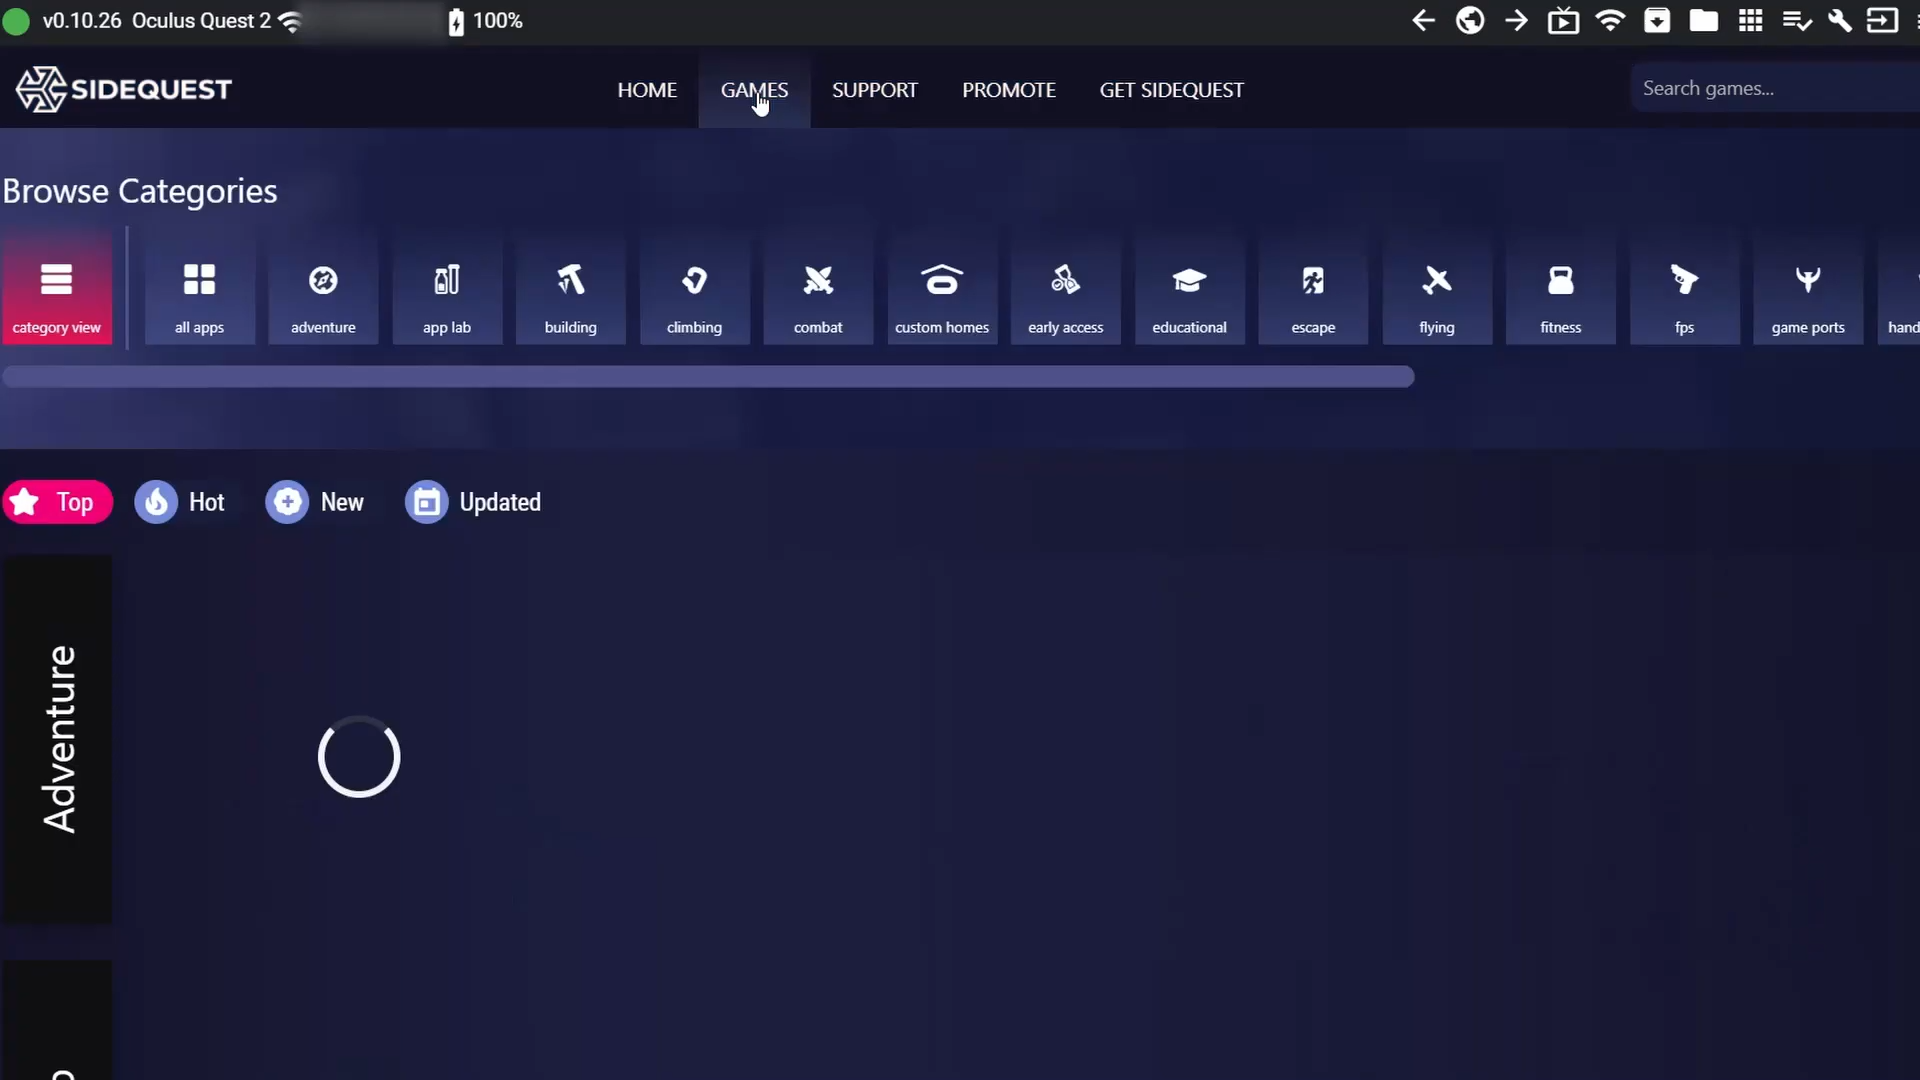 v0.10.26 Oculus Quest 2 100%
SIDEQUEST HOME GAMES SUPPORT PROMOTE GET SIDEQUEST Search games...
Browse Categories
category view all apps adventure app lab building climbing combat custom homes early access educational escape flying fitness fps game ports hand
Top Hot New Updated
Adventure